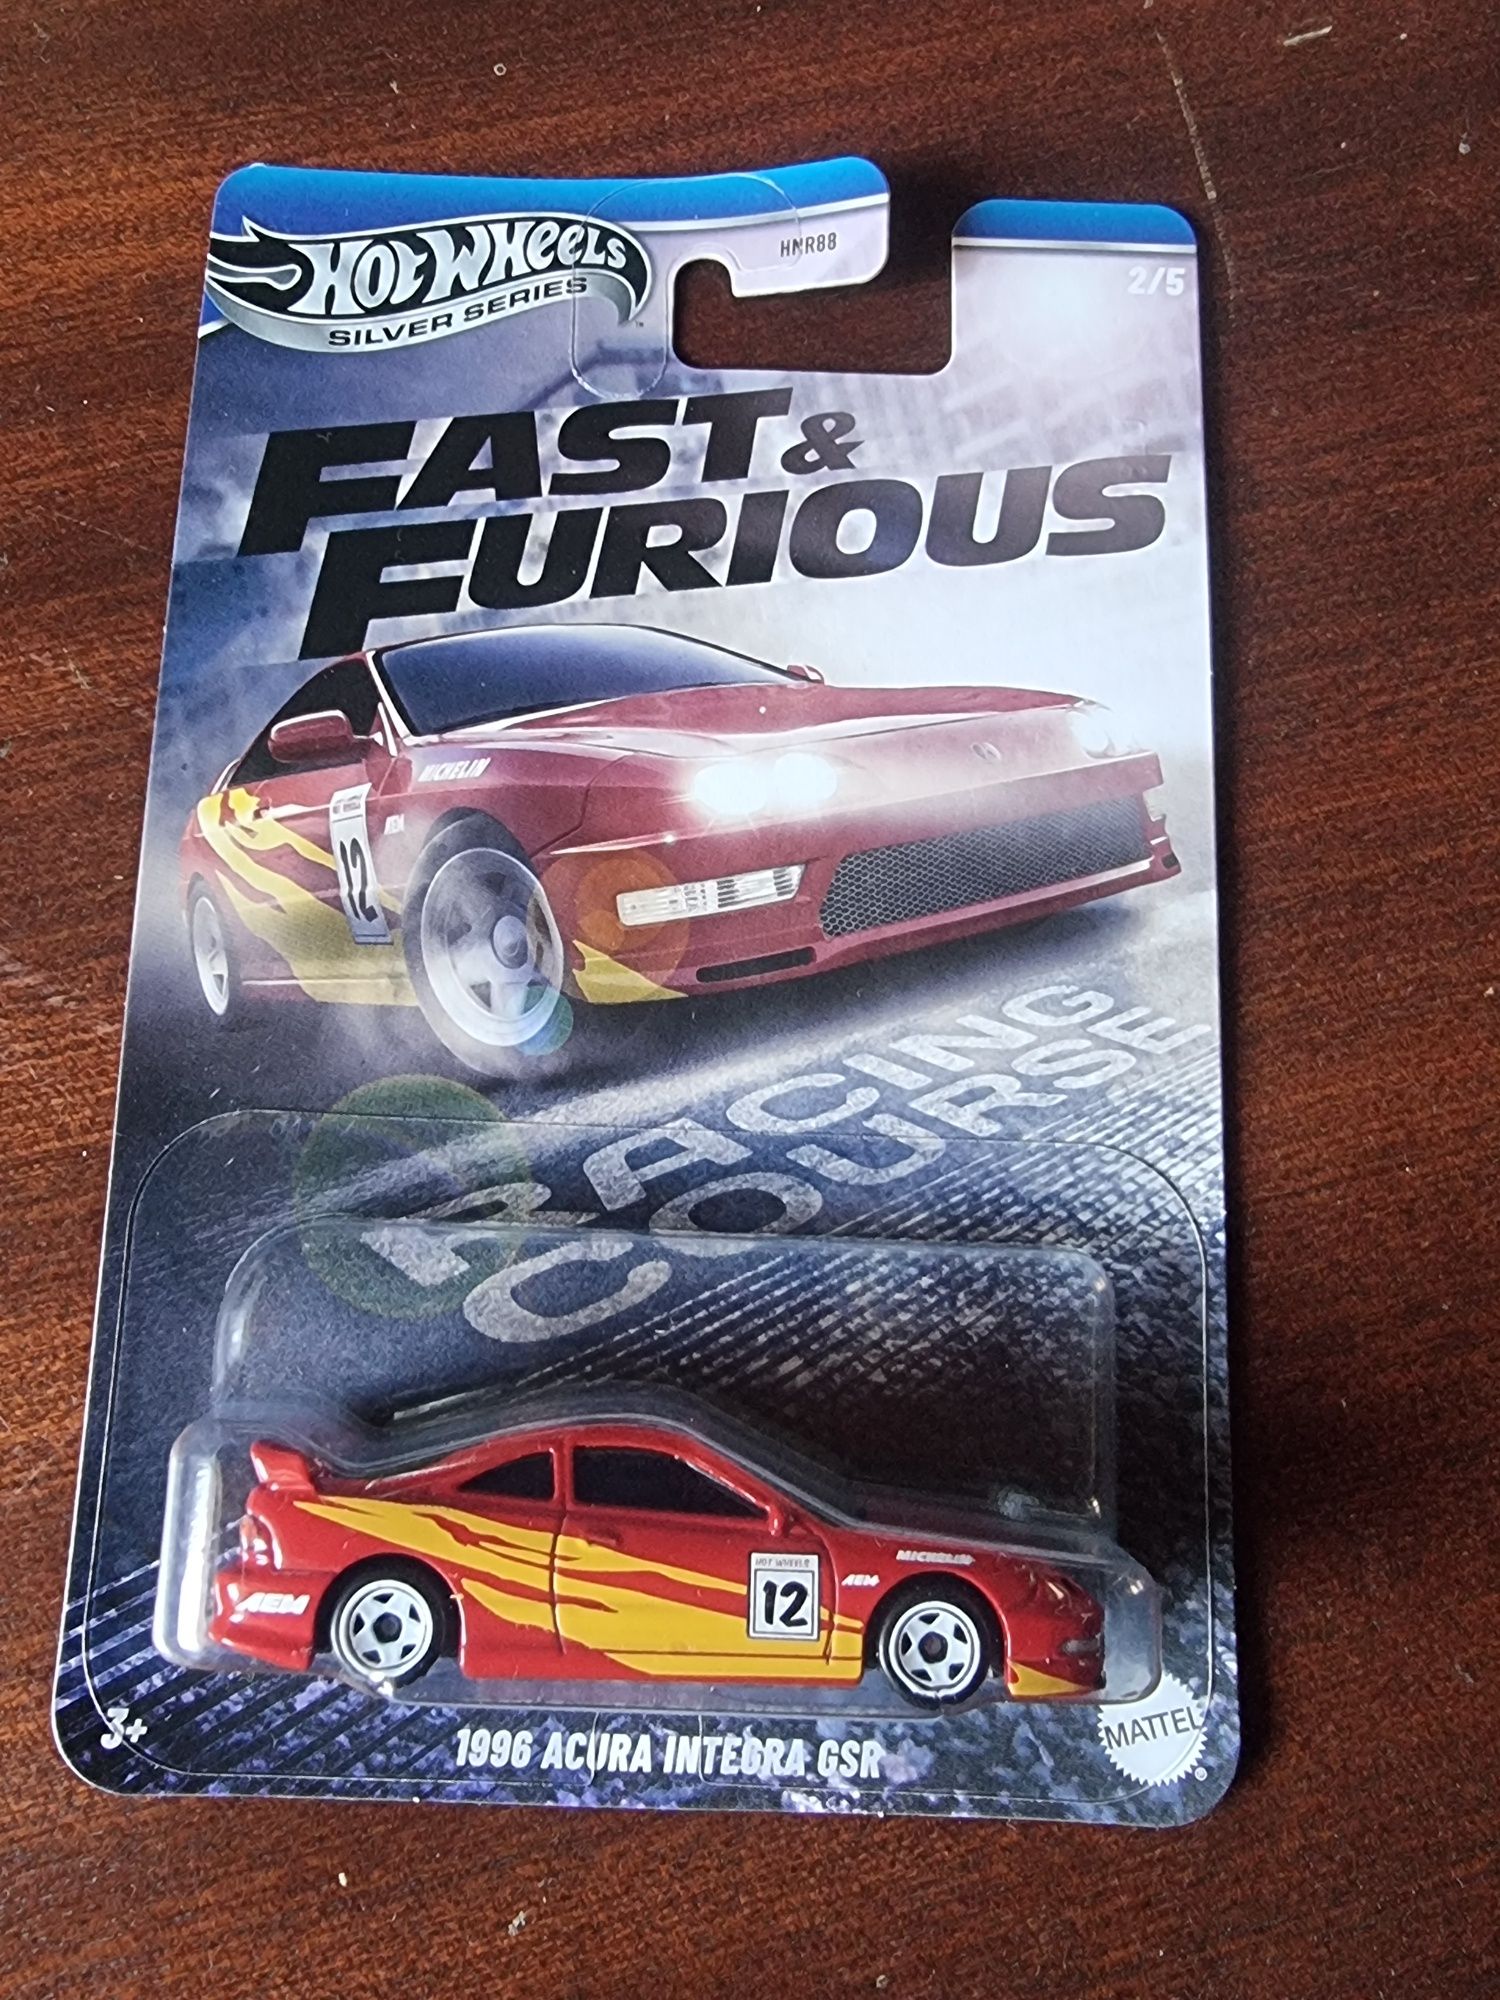 HOT WHEELS
SILVER SERIES
™
HNR88
2/5
FAST &
FURIOUS
MICHELIN
AEM
12
RACING
COURSE
HOT WHEELS
12
MICHELIN
AEM
AEM
3+
1996 ACURA INTEGRA GSR
MATTEL
®